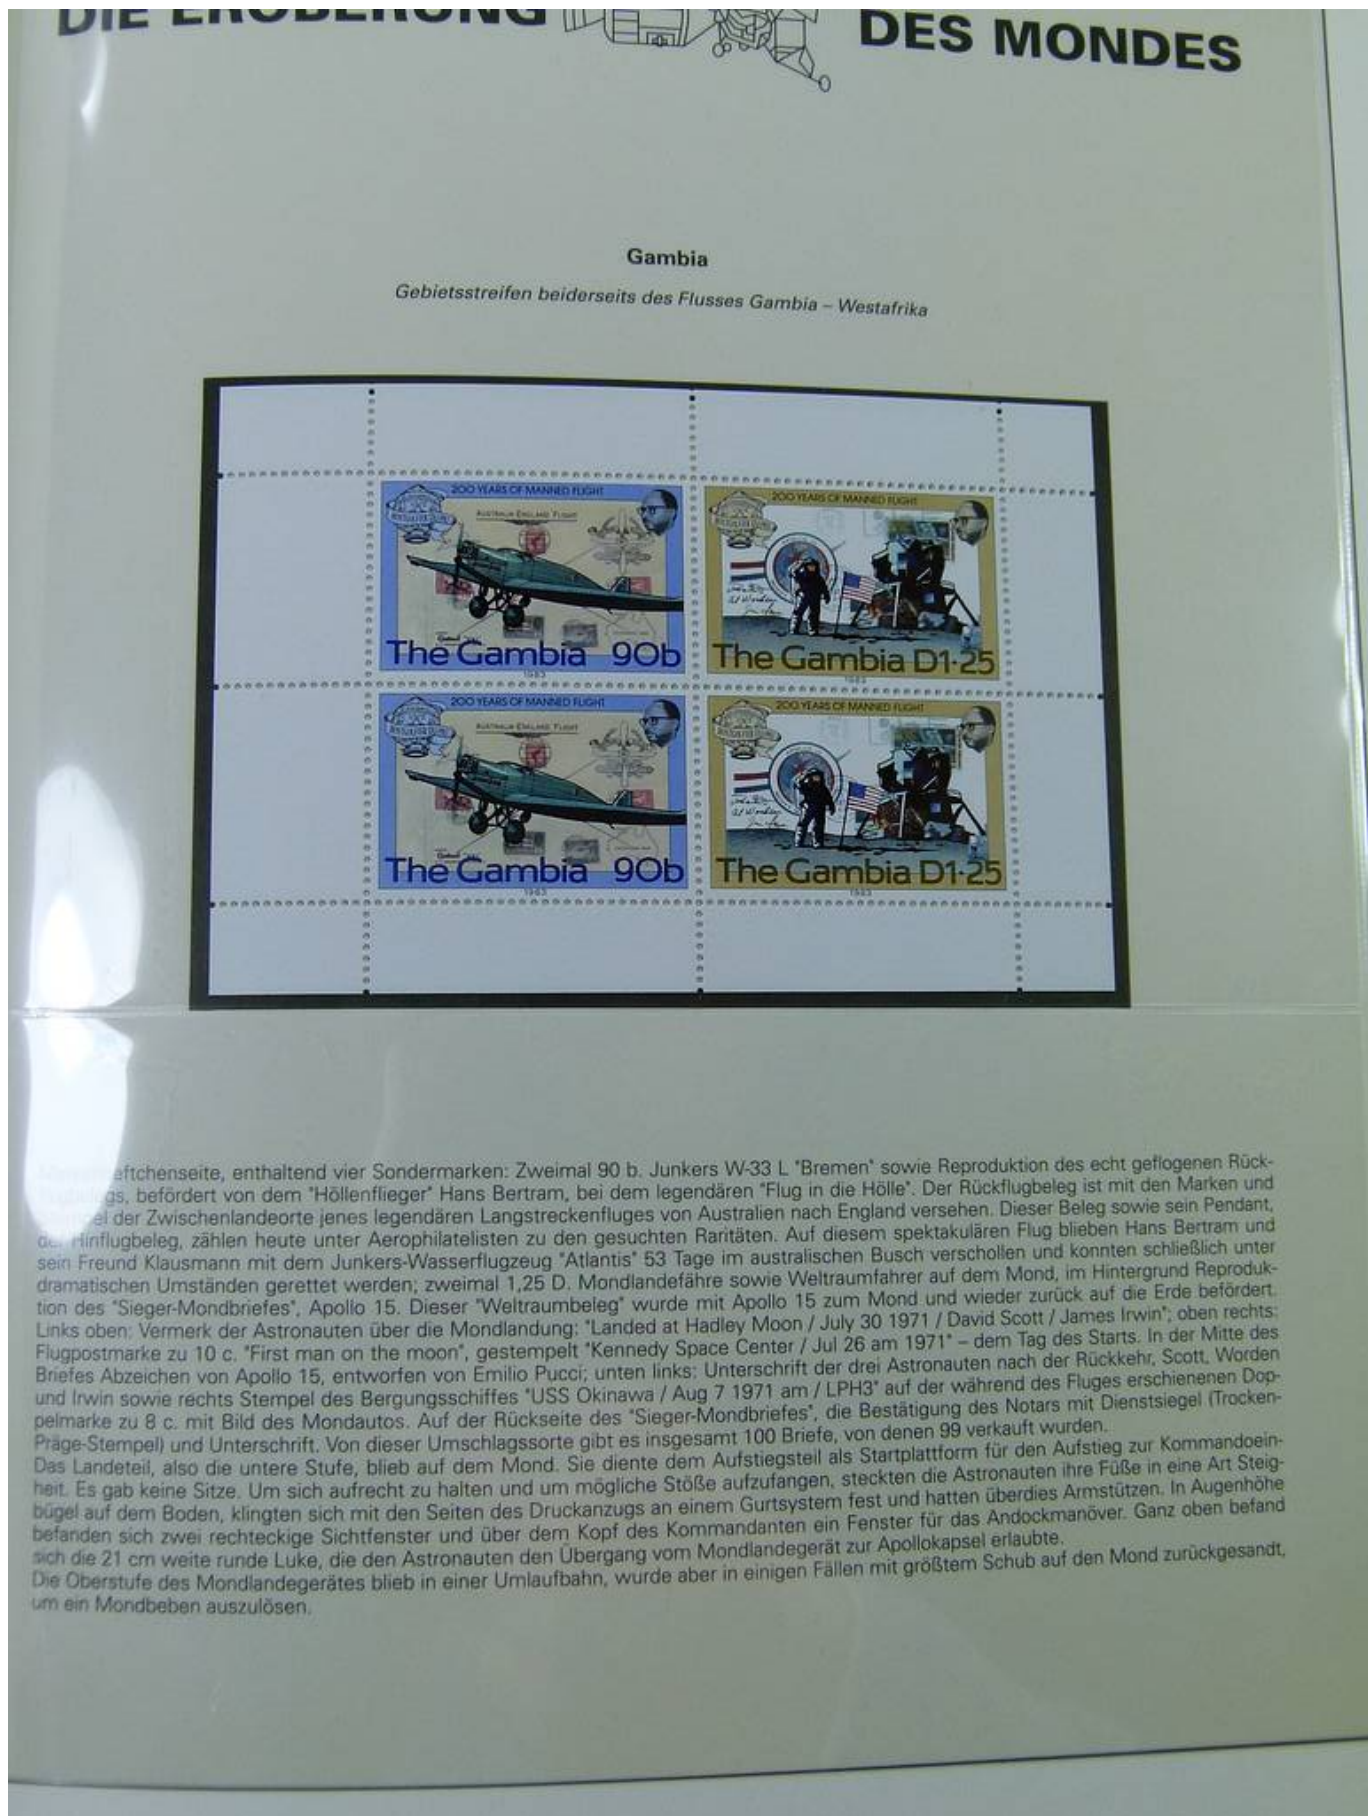 DIE EROBERUNG DES MONDES
Gambia
Gebietsstreifen beiderseits des Flusses Gambia – Westafrika
200 YEARS OF MANNED FLIGHT
AUSTRALIA-ENGLAND FLIGHT
The Gambia 90b
1983
200 YEARS OF MANNED FLIGHT
The Gambia D1·25
1983
200 YEARS OF MANNED FLIGHT
AUSTRALIA-ENGLAND FLIGHT
The Gambia 90b
1983
200 YEARS OF MANNED FLIGHT
The Gambia D1·25
1983
eftchenseite, enthaltend vier Sondermarken: Zweimal 90 b. Junkers W-33 L "Bremen" sowie Reproduktion des echt geflogenen Rück-
gs, befördert von dem "Höllenflieger" Hans Bertram, bei dem legendären "Flug in die Hölle". Der Rückflugbeleg ist mit den Marken und
der Zwischenlandeorte jenes legendären Langstreckenfluges von Australien nach England versehen. Dieser Beleg sowie sein Pendant,
der Hinflugbeleg, zählen heute unter Aerophilatelisten zu den gesuchten Raritäten. Auf diesem spektakulären Flug blieben Hans Bertram und
sein Freund Klausmann mit dem Junkers-Wasserflugzeug "Atlantis" 53 Tage im australischen Busch verschollen und konnten schließlich unter
dramatischen Umständen gerettet werden; zweimal 1,25 D. Mondlandefähre sowie Weltraumfahrer auf dem Mond, im Hintergrund Reproduk-
tion des "Sieger-Mondbriefes", Apollo 15. Dieser "Weltraumbeleg" wurde mit Apollo 15 zum Mond und wieder zurück auf die Erde befördert.
Links oben: Vermerk der Astronauten über die Mondlandung: "Landed at Hadley Moon / July 30 1971 / David Scott / James Irwin"; oben rechts:
Flugpostmarke zu 10 c. "First man on the moon", gestempelt "Kennedy Space Center / Jul 26 am 1971" – dem Tag des Starts. In der Mitte des
Briefes Abzeichen von Apollo 15, entworfen von Emilio Pucci; unten links: Unterschrift der drei Astronauten nach der Rückkehr, Scott, Worden
und Irwin sowie rechts Stempel des Bergungsschiffes "USS Okinawa / Aug 7 1971 am / LPH3" auf der während des Fluges erschienenen Dop-
pelmarke zu 8 c. mit Bild des Mondautos. Auf der Rückseite des "Sieger-Mondbriefes", die Bestätigung des Notars mit Dienstsiegel (Trocken-
Präge-Stempel) und Unterschrift. Von dieser Umschlagssorte gibt es insgesamt 100 Briefe, von denen 99 verkauft wurden.
Das Landeteil, also die untere Stufe, blieb auf dem Mond. Sie diente dem Aufstiegsteil als Startplattform für den Aufstieg zur Kommandoein-
heit. Es gab keine Sitze. Um sich aufrecht zu halten und um mögliche Stöße aufzufangen, steckten die Astronauten ihre Füße in eine Art Steig-
bügel auf dem Boden, klingten sich mit den Seiten des Druckanzugs an einem Gurtsystem fest und hatten überdies Armstützen. In Augenhöhe
befanden sich zwei rechteckige Sichtfenster und über dem Kopf des Kommandanten ein Fenster für das Andockmanöver. Ganz oben befand
sich die 21 cm weite runde Luke, die den Astronauten den Übergang vom Mondlandegerät zur Apollokapsel erlaubte.
Die Oberstufe des Mondlandegerätes blieb in einer Umlaufbahn, wurde aber in einigen Fällen mit größtem Schub auf den Mond zurückgesandt,
um ein Mondbeben auszulösen.